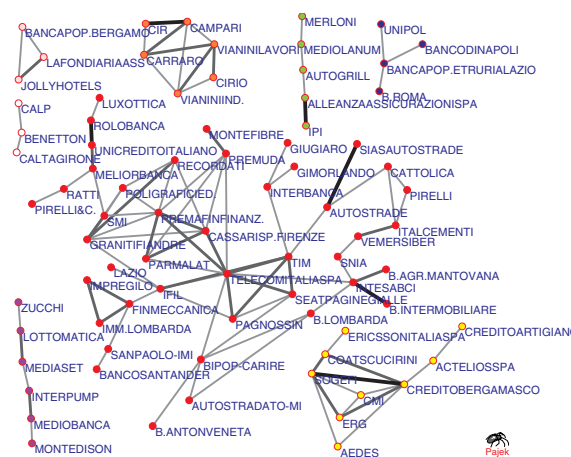 MERLONI
BANCAPOP.BERGAMO
CIR
CAMPARI
UNIPOL
VIANINILAVORI
MEDIOLANUM
BANCODINAPOLI
LAFONDIARIAASS
CARRARO
AUTOGRILL
BANCAPOP.ETRURIALAZIO
JOLLYHOTELS
CIRIO
VIANINIIND.
B.ROMA
CALP
LUXOTTICA
ALLEANZAASSICURAZIONISPA
ROLOBANCA
IPI
BENETTON
MONTEFIBRE
GIUGIARO
SIASAUTOSTRADE
CALTAGIRONE
UNICREDITOITALIANO
RECORDATI
PREMUDA
GIMORLANDO
CATTOLICA
MELIORBANCA
RATTI
POLIGRAFICIED.
INTERBANCA
PIRELLI
PIRELLI&C.
SMI
PREMAFINFINANZ.
AUTOSTRADE
CASSARISP.FIRENZE
ITALCEMENTI
GRANITIFIANDRE
VEMERSIBER
PARMALAT
TIM
SNIA
LAZIO
TELECOMITALIASPA
B.AGR.MANTOVANA
IMPREGILO
IFIL
INTESABCI
SEATPAGINEGIALLE
ZUCCHI
FINMECCANICA
B.LOMBARDA
B.INTERMOBILIARE
IMM.LOMBARDA
PAGNOSSIN
LOTTOMATICA
ERICSSONITALIASPA
CREDITOARTIGIANO
SANPAOLO-IMI
COATSCUCIRINI
MEDIASET
BANCOSANTANDER
BIPOP-CARIRE
ACTELIOSSPA
SOGEFI
CREDITOBERGAMASCO
INTERPUMP
AUTOSTRADATO-MI
CMI
MEDIOBANCA
B.ANTONVENETA
ERG
MONTEDISON
AEDES
Pajek